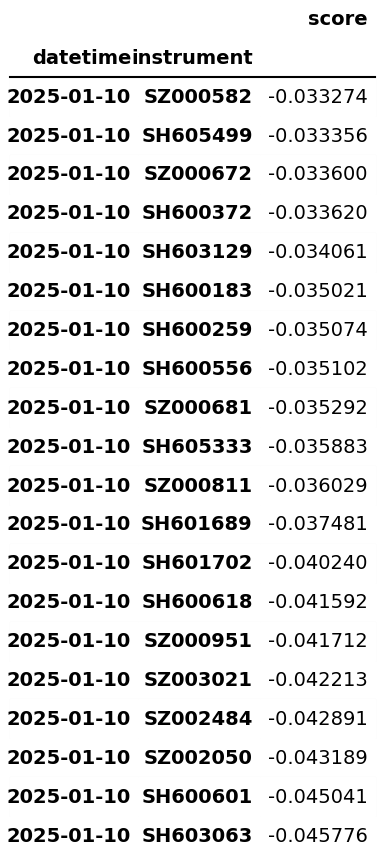 score
datetime instrument
2025-01-10 SZ000582 -0.033274
2025-01-10 SH605499 -0.033356
2025-01-10 SZ000672 -0.033600
2025-01-10 SH600372 -0.033620
2025-01-10 SH603129 -0.034061
2025-01-10 SH600183 -0.035021
2025-01-10 SH600259 -0.035074
2025-01-10 SH600556 -0.035102
2025-01-10 SZ000681 -0.035292
2025-01-10 SH605333 -0.035883
2025-01-10 SZ000811 -0.036029
2025-01-10 SH601689 -0.037481
2025-01-10 SH601702 -0.040240
2025-01-10 SH600618 -0.041592
2025-01-10 SZ000951 -0.041712
2025-01-10 SZ003021 -0.042213
2025-01-10 SZ002484 -0.042891
2025-01-10 SZ002050 -0.043189
2025-01-10 SH600601 -0.045041
2025-01-10 SH603063 -0.045776